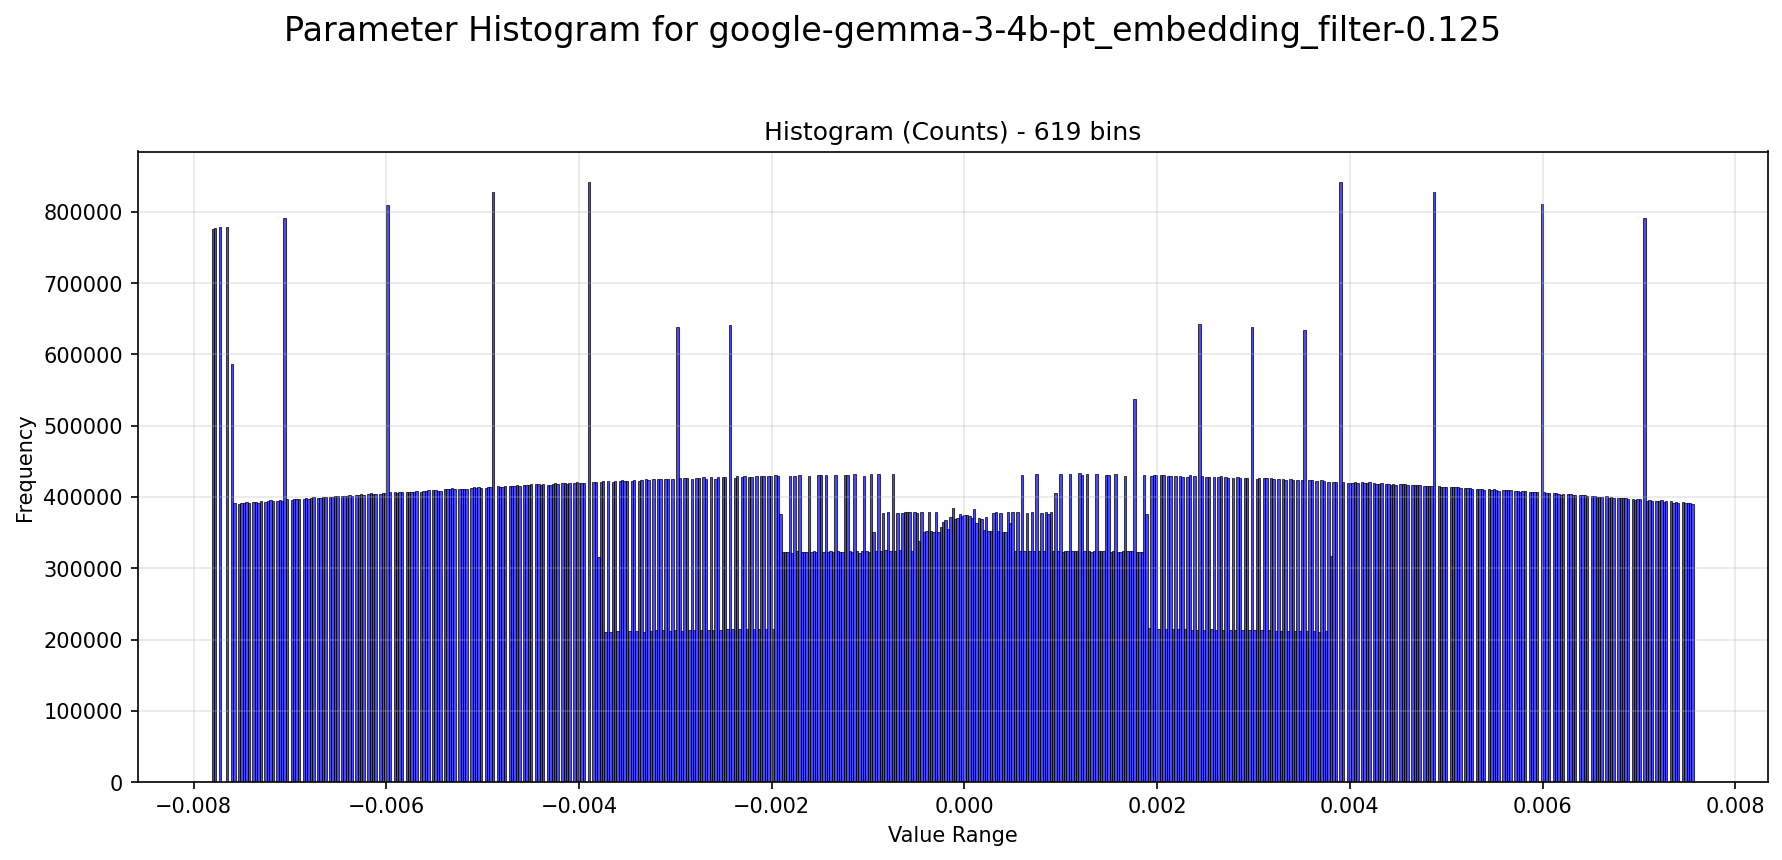 Parameter Histogram for google-gemma-3-4b-pt_embedding_filter-0.125
Histogram (Counts) - 619 bins
Frequency
800000
700000
600000
500000
400000
300000
200000
100000
0
−0.008 −0.006 −0.004 −0.002 0.000 0.002 0.004 0.006 0.008
Value Range